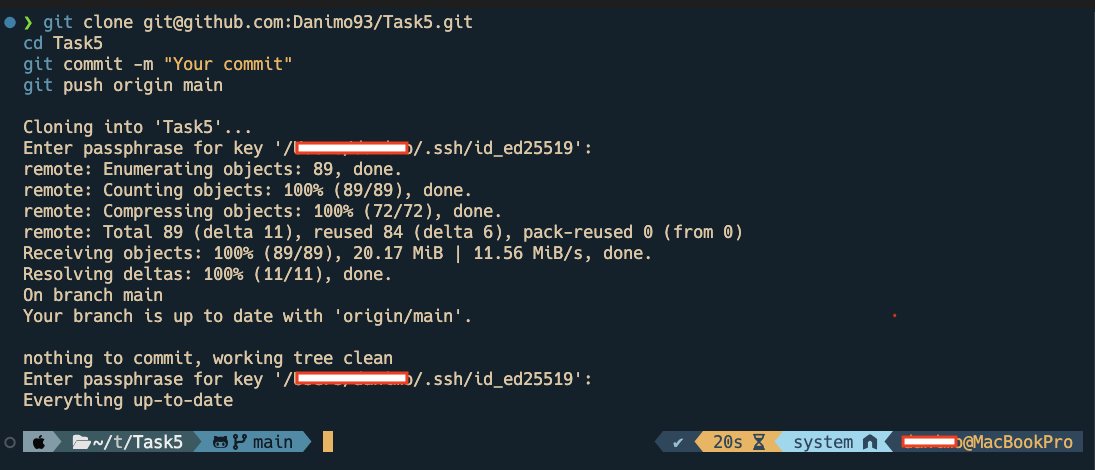 ❯ git clone git@github.com:Danimo93/Task5.git
cd Task5
git commit -m "Your commit"
git push origin main
Cloning into 'Task5'...
Enter passphrase for key '/ /.ssh/id_ed25519':
remote: Enumerating objects: 89, done.
remote: Counting objects: 100% (89/89), done.
remote: Compressing objects: 100% (72/72), done.
remote: Total 89 (delta 11), reused 84 (delta 6), pack-reused 0 (from 0)
Receiving objects: 100% (89/89), 20.17 MiB | 11.56 MiB/s, done.
Resolving deltas: 100% (11/11), done.
On branch main
Your branch is up to date with 'origin/main'.
nothing to commit, working tree clean
Enter passphrase for key '/ /.ssh/id_ed25519':
Everything up-to-date
~/t/Task5 main ✔ 20s system @MacBookPro